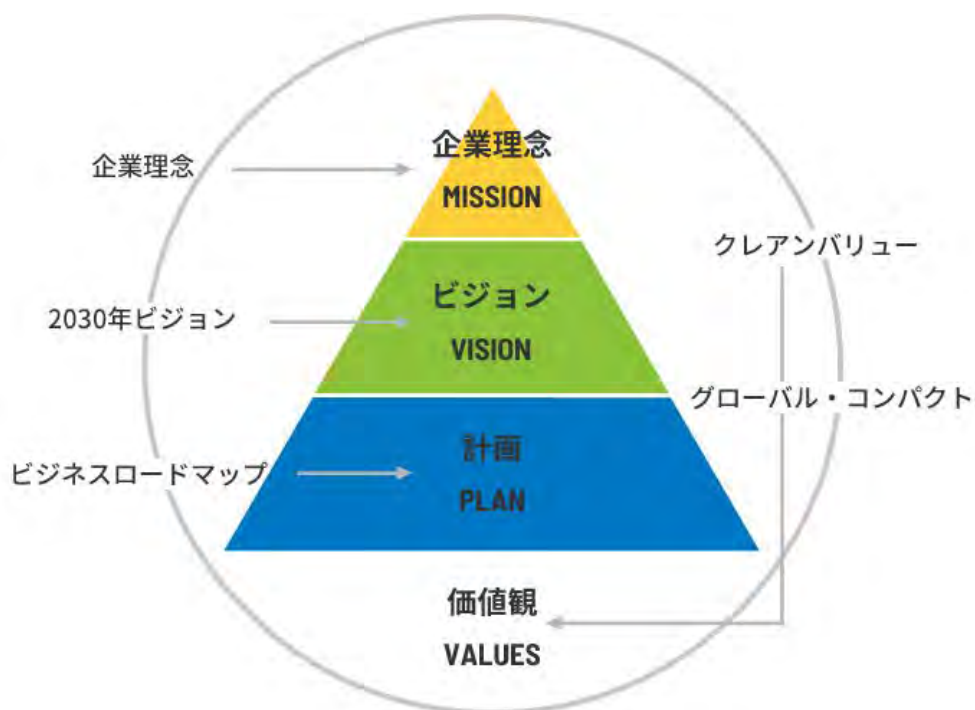 企業理念
MISSION
企業理念
クレアンバリュー
ビジョン
VISION
2030年ビジョン
グローバル・コンパクト
計画
PLAN
ビジネスロードマップ
価値観
VALUES